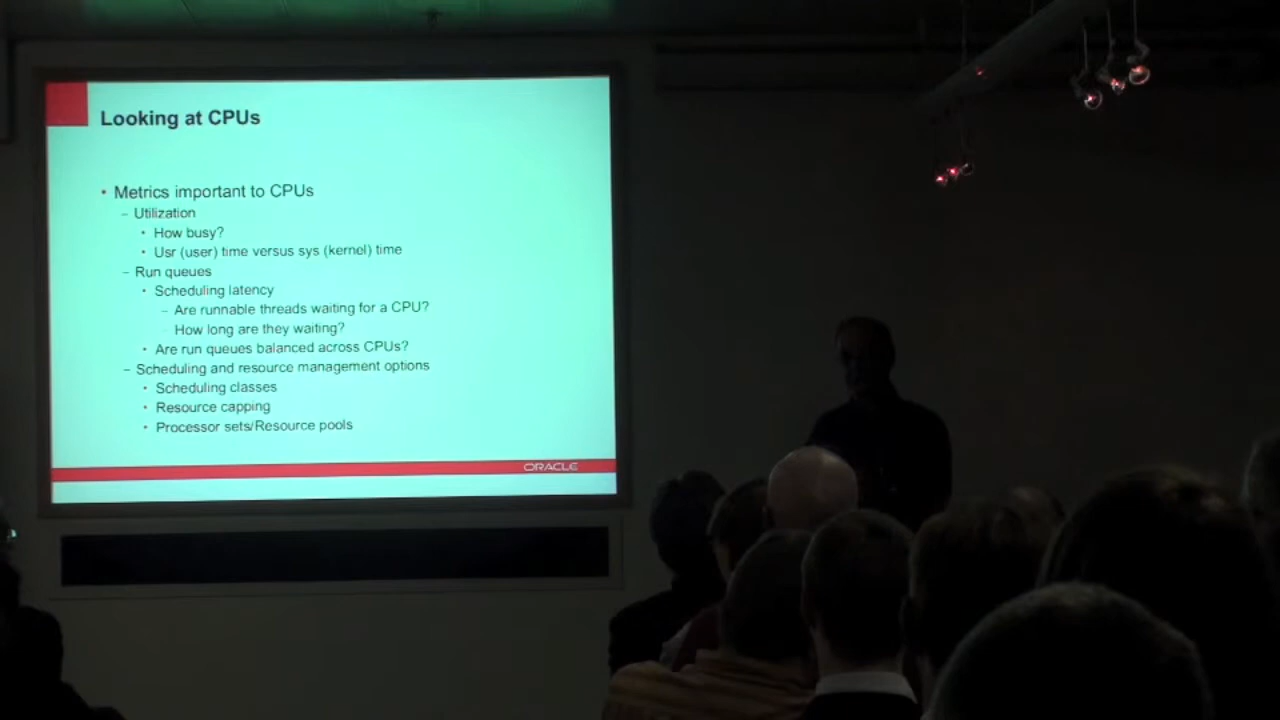 Looking at CPUs
• Metrics important to CPUs
– Utilization
• How busy?
• Usr (user) time versus sys (kernel) time
– Run queues
• Scheduling latency
– Are runnable threads waiting for a CPU?
– How long are they waiting?
• Are run queues balanced across CPUs?
– Scheduling and resource management options
• Scheduling classes
• Resource capping
• Processor sets/Resource pools
ORACLE